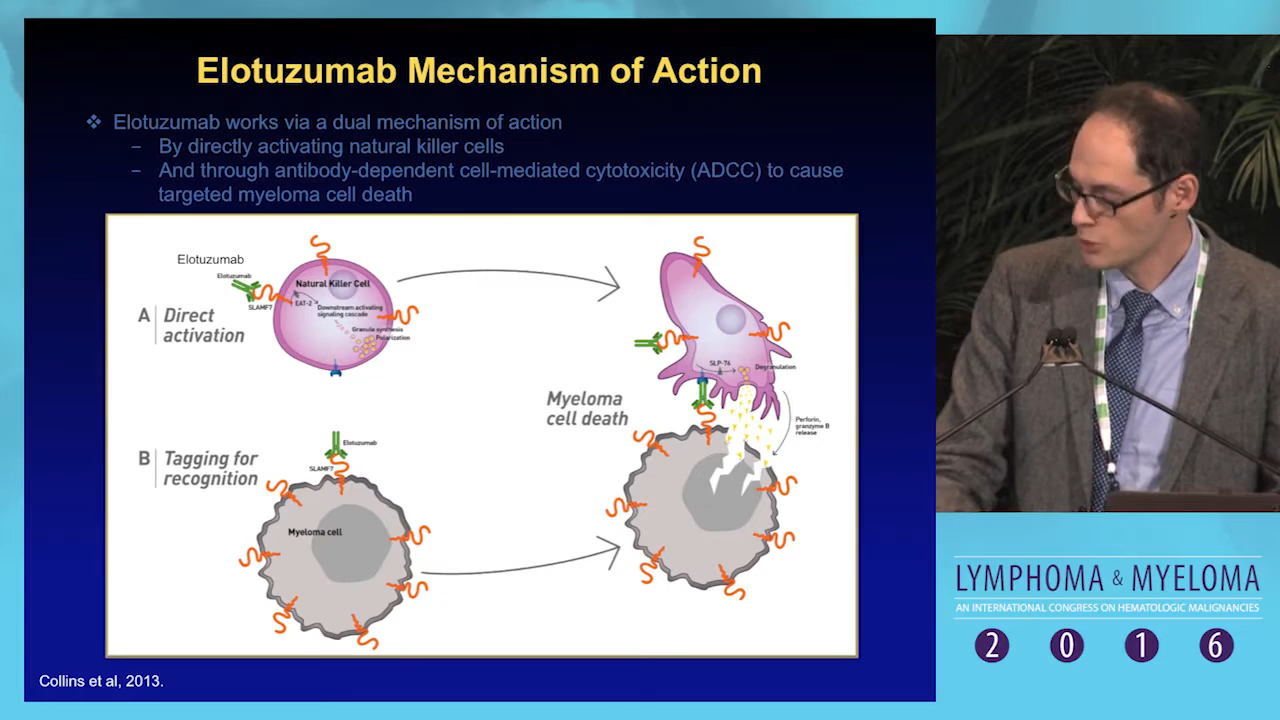 Elotuzumab Mechanism of Action
❖ Elotuzumab works via a dual mechanism of action
– By directly activating natural killer cells
– And through antibody-dependent cell-mediated cytotoxicity (ADCC) to cause
targeted myeloma cell death
Elotuzumab
Elotuzumab
SLAMF7
Natural Killer Cell
EAT-2
Downstream activating
signaling cascade
Granule synthesis
Polarization
A
Direct
activation
SLP-76
Degranulation
Perforin,
granzyme B
release
Myeloma
cell death
B
Tagging for
recognition
Elotuzumab
SLAMF7
Myeloma cell
Collins et al, 2013.
LYMPHOMA & MYELOMA
AN INTERNATIONAL CONGRESS ON HEMATOLOGIC MALIGNANCIES
2 0 1 6